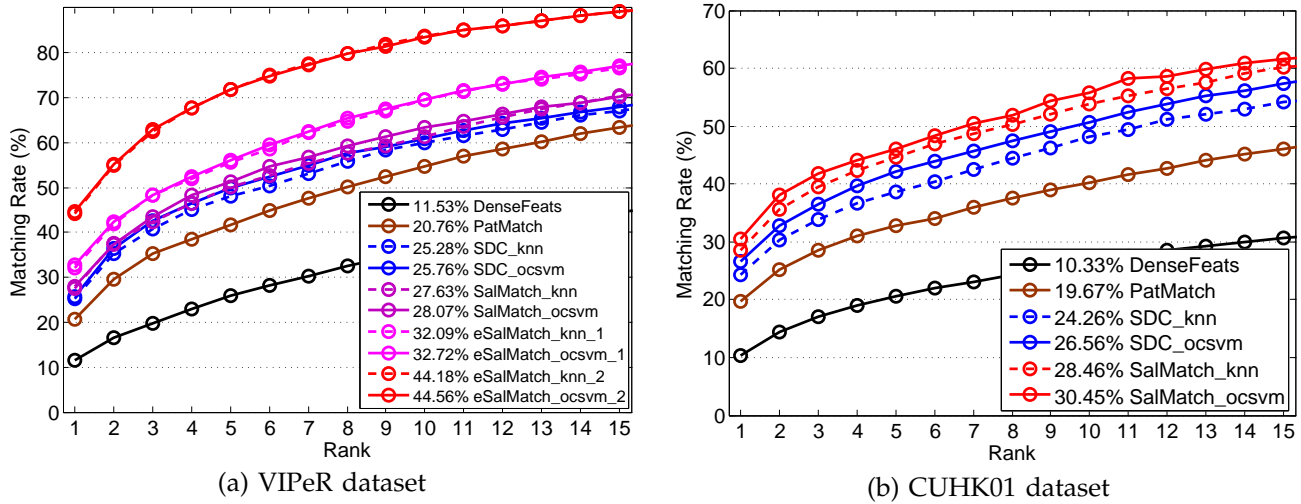 Matching Rate (%)
80
70
60
50
40
30
20
10
0
11.53% DenseFeats
20.76% PatMatch
25.28% SDC_knn
25.76% SDC_ocsvm
27.63% SalMatch_knn
28.07% SalMatch_ocsvm
32.09% eSalMatch_knn_1
32.72% eSalMatch_ocsvm_1
44.18% eSalMatch_knn_2
44.56% eSalMatch_ocsvm_2
1 2 3 4 5 6 7 8 9 10 11 12 13 14 15
Rank
(a) VIPeR dataset
Matching Rate (%)
70
60
50
40
30
20
10
0
10.33% DenseFeats
19.67% PatMatch
24.26% SDC_knn
26.56% SDC_ocsvm
28.46% SalMatch_knn
30.45% SalMatch_ocsvm
1 2 3 4 5 6 7 8 9 10 11 12 13 14 15
Rank
(b) CUHK01 dataset